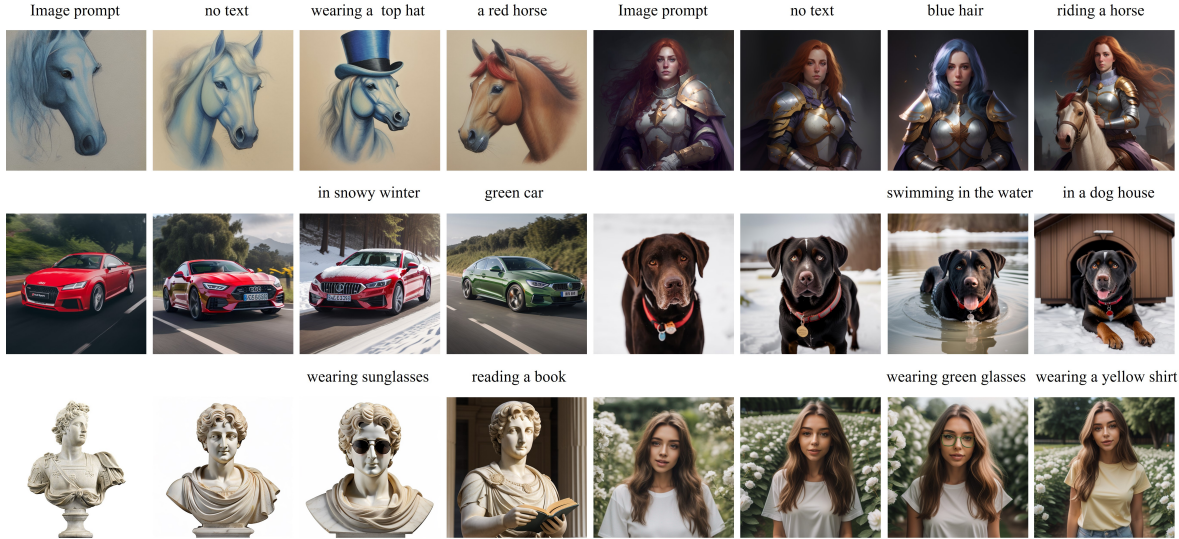 Image prompt no text wearing a top hat a red horse Image prompt no text blue hair riding a horse
in snowy winter green car swimming in the water in a dog house
wearing sunglasses reading a book wearing green glasses wearing a yellow shirt